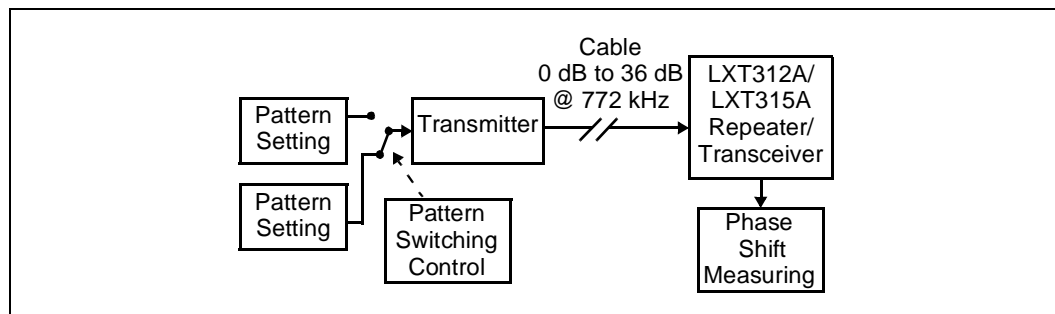 Cable
0 dB to 36 dB
@ 772 kHz
LXT312A/
LXT315A
Repeater/
Transceiver
Pattern
Setting
Transmitter
Pattern
Setting
Pattern
Switching
Control
Phase
Shift
Measuring